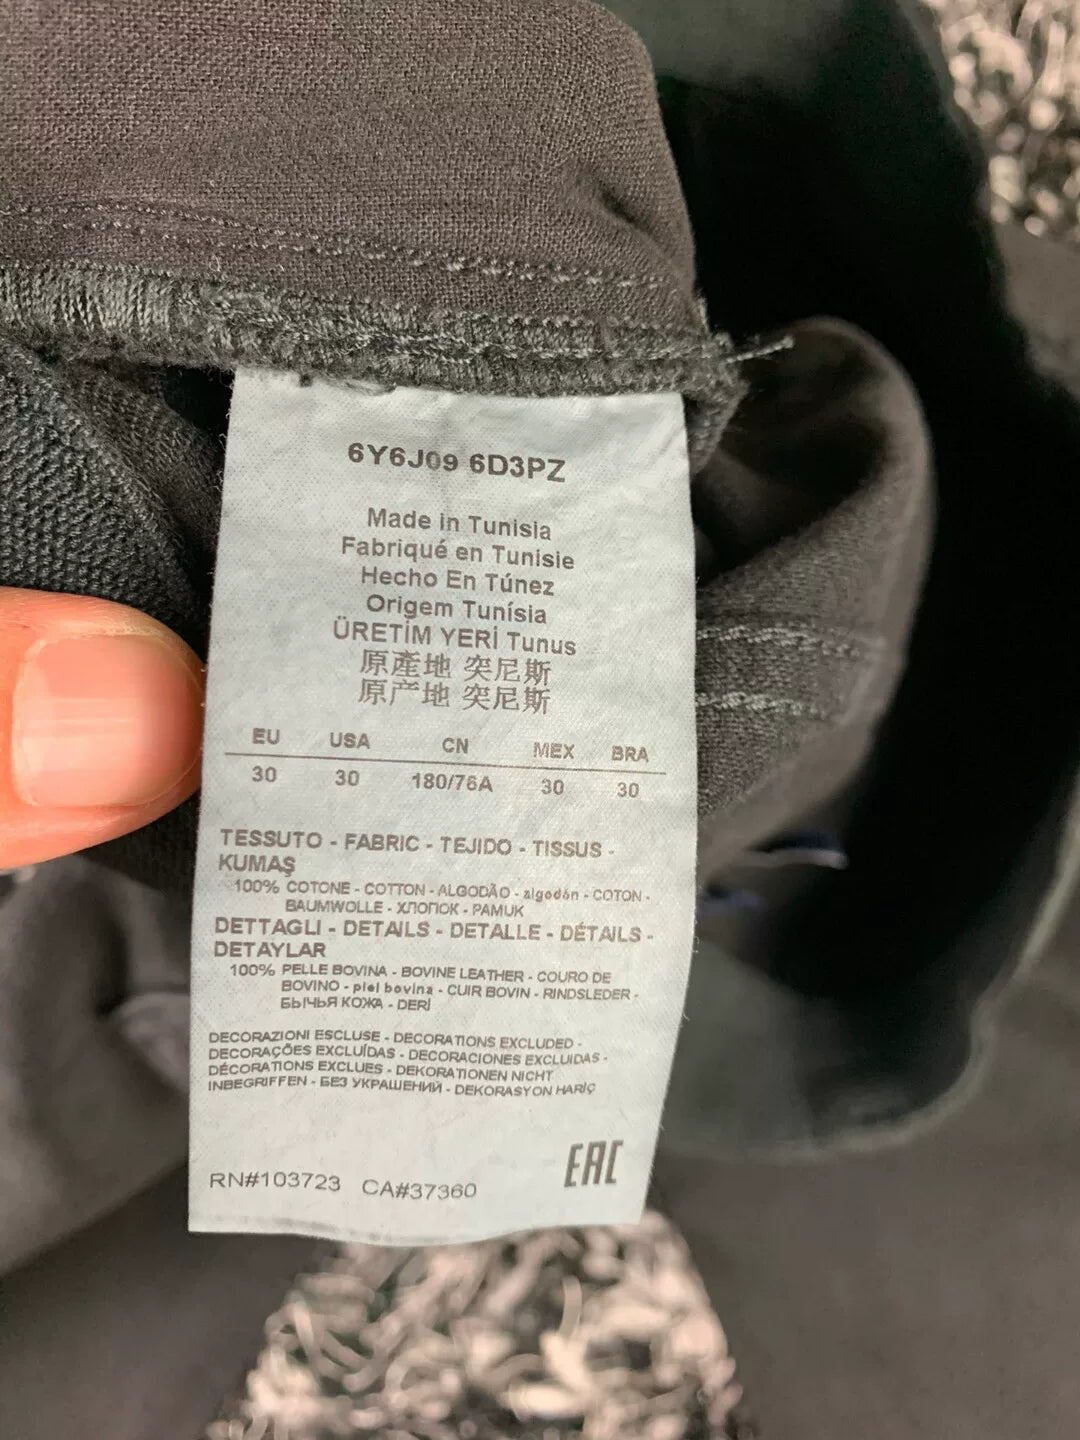 6Y6J09 6D3PZ
Made in Tunisia
Fabriqué en Tunisie
Hecho En Túnez
Origem Tunísia
ÜRETİM YERİ Tunus
原產地 突尼斯
原产地 突尼斯
EU USA CN MEX BRA
30 30 180/76A 30 30
TESSUTO - FABRIC - TEJIDO - TISSUS -
KUMAŞ
100% COTONE - COTTON - ALGODÃO - algodón - COTON -
BAUMWOLLE - ХЛОПОК - PAMUK
DETTAGLI - DETAILS - DETALLE - DÉTAILS -
DETAYLAR
100% PELLE BOVINA - BOVINE LEATHER - COURO DE
BOVINO - piel bovina - CUIR BOVIN - RINDSLEDER -
БЫЧЬЯ КОЖА - DERİ
DECORAZIONI ESCLUSE - DECORATIONS EXCLUDED -
DECORAÇÕES EXCLUÍDAS - DECORACIONES EXCLUIDAS -
DÉCORATIONS EXCLUES - DEKORATIONEN NICHT
INBEGRIFFEN - БЕЗ УКРАШЕНИЙ - DEKORASYON HARİÇ
EAC
RN#103723 CA#37360